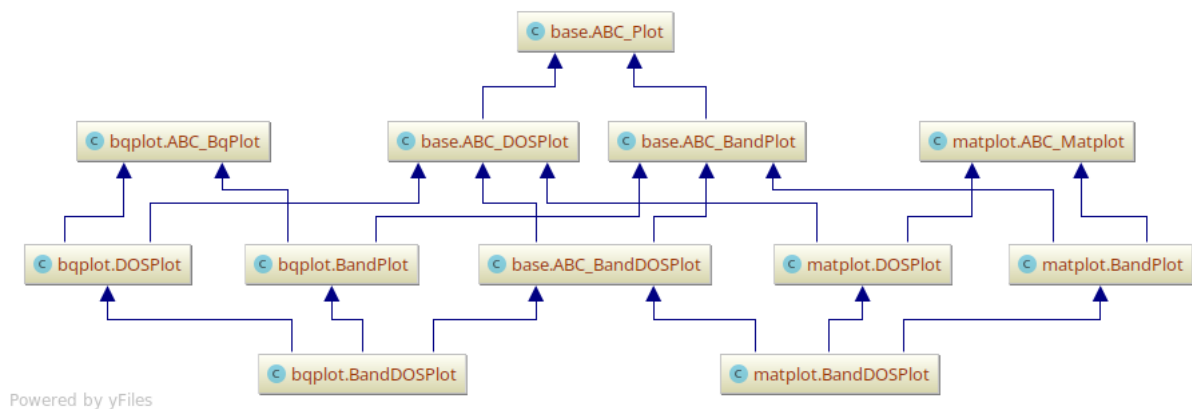 C base.ABC_Plot
C bqplot.ABC_BqPlot
C base.ABC_DOSPlot
C base.ABC_BandPlot
C matplot.ABC_Matplot
C bqplot.DOSPlot
C bqplot.BandPlot
C base.ABC_BandDOSPlot
C matplot.DOSPlot
C matplot.BandPlot
C bqplot.BandDOSPlot
C matplot.BandDOSPlot
Powered by yFiles